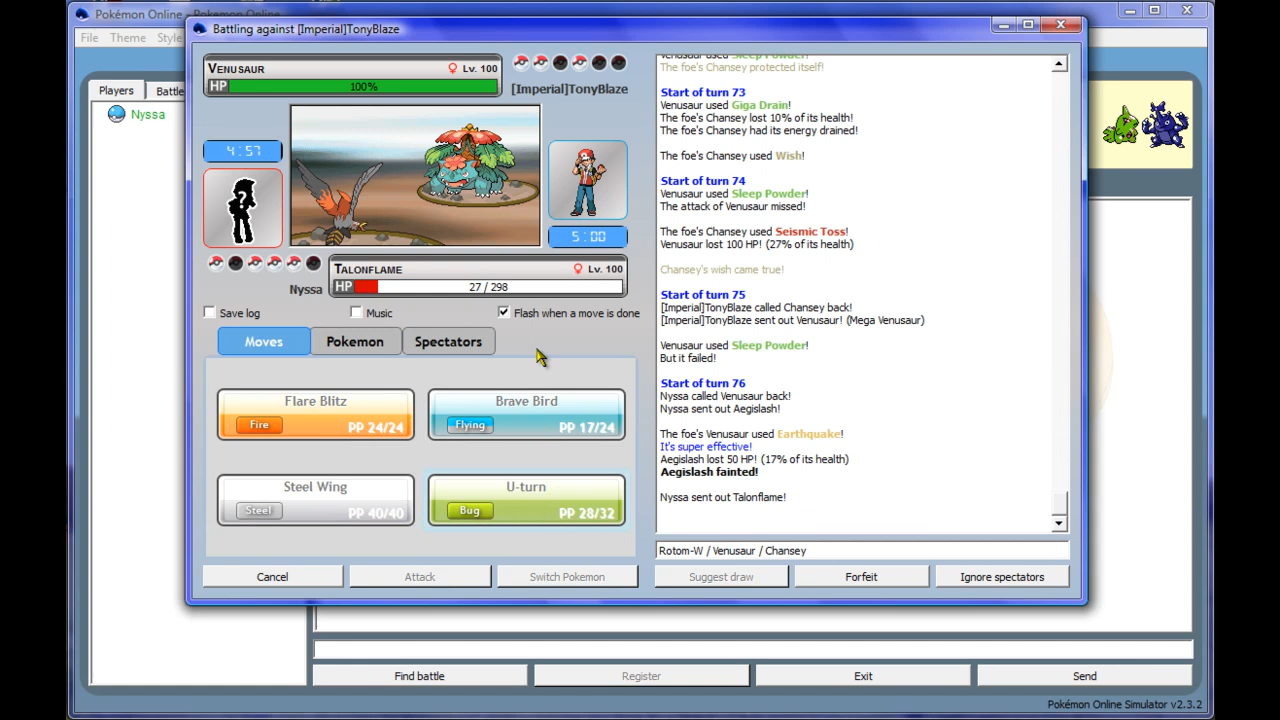 Pokémon Online - Pokémon Online
File Theme Style
Battling against [Imperial]TonyBlaze
Players Battle
Nyssa
VENUSAUR ♀ Lv. 100
HP 100%
[Imperial]TonyBlaze
4:57
5:00
TALONFLAME ♀ Lv. 100
HP 27 / 298
Nyssa
Save log Music Flash when a move is done
Moves Pokemon Spectators
Flare Blitz
Fire PP 24/24
Brave Bird
Flying PP 17/24
Steel Wing
Steel PP 40/40
U-turn
Bug PP 28/32
Cancel Attack Switch Pokemon
Venusaur used Sleep Powder!
The foe's Chansey protected itself!
Start of turn 73
Venusaur used Giga Drain!
The foe's Chansey lost 10% of its health!
The foe's Chansey had its energy drained!
The foe's Chansey used Wish!
Start of turn 74
Venusaur used Sleep Powder!
The attack of Venusaur missed!
The foe's Chansey used Seismic Toss!
Venusaur lost 100 HP! (27% of its health)
Chansey's wish came true!
Start of turn 75
[Imperial]TonyBlaze called Chansey back!
[Imperial]TonyBlaze sent out Venusaur! (Mega Venusaur)
Venusaur used Sleep Powder!
But it failed!
Start of turn 76
Nyssa called Venusaur back!
Nyssa sent out Aegislash!
The foe's Venusaur used Earthquake!
It's super effective!
Aegislash lost 50 HP! (17% of its health)
Aegislash fainted!
Nyssa sent out Talonflame!
Rotom-W / Venusaur / Chansey
Suggest draw Forfeit Ignore spectators
Find battle Register Exit Send
Pokémon Online Simulator v2.3.2